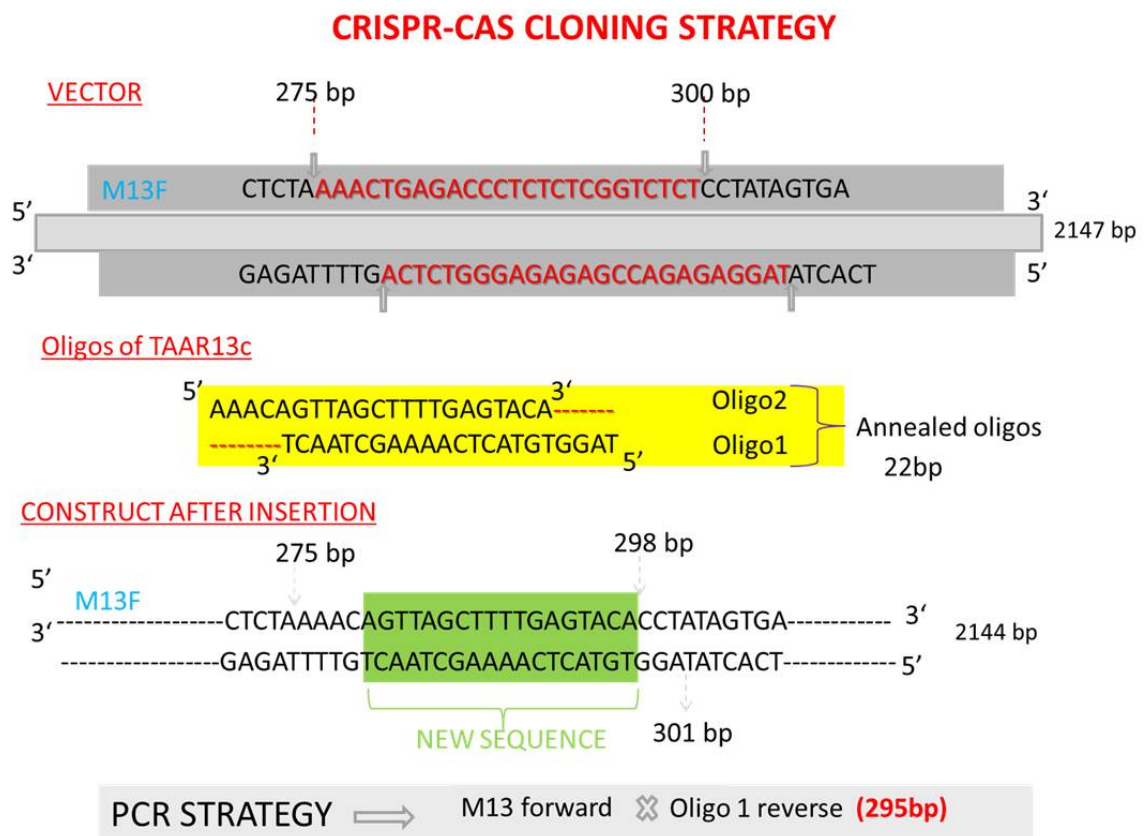 CRISPR-CAS CLONING STRATEGY
VECTOR
275 bp
300 bp
M13F
CTCTAAAACTGAGACCCTCTCTCGGTCTCTCCTATAGTGA
5’
3‘
2147 bp
3’
GAGATTTTGACTCTGGGAGAGAGCCAGAGAGGATATCACT
5’
Oligos of TAAR13c
5’
AAACAGTTAGCTTTTGAGTACA-------
3‘
Oligo2
--------TCAATCGAAAACTCATGTGGAT
Oligo1
3‘
5’
Annealed oligos
22bp
CONSTRUCT AFTER INSERTION
275 bp
298 bp
5’
M13F
3‘
-----------------CTCTAAAACAGTTAGCTTTTGAGTACACCTATAGTGA-----------
3‘
2144 bp
-----------------GAGATTTTGTCAATCGAAAACTCATGTGGATATCACT------------
5’
NEW SEQUENCE
301 bp
PCR STRATEGY
M13 forward
Oligo 1 reverse (295bp)